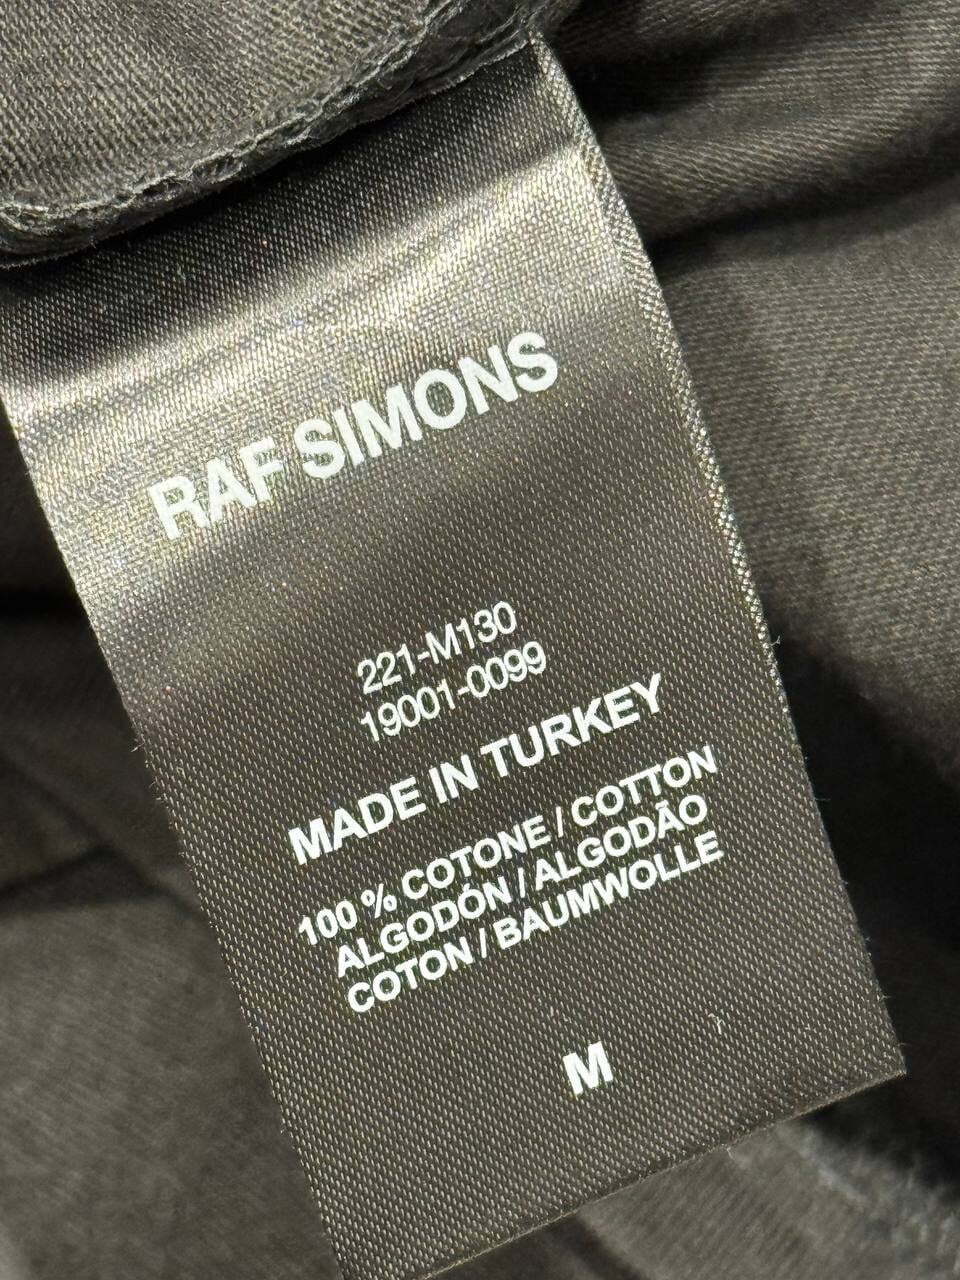 RAF SIMONS
221-M130
19001-0099
MADE IN TURKEY
100 % COTONE / COTTON
ALGODÓN / ALGODÃO
COTON / BAUMWOLLE
M